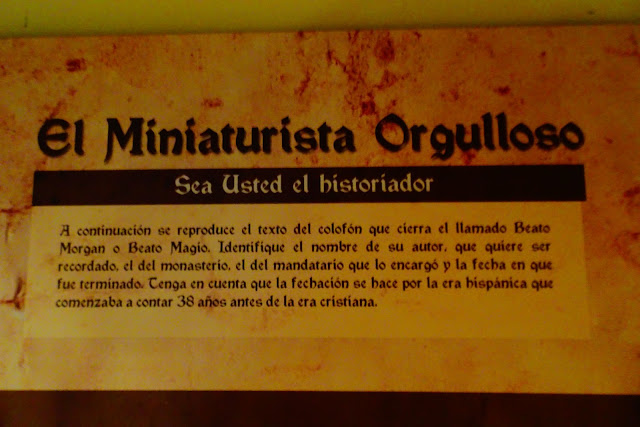 El Miniaturista Orgulloso
Sea Usted el historiador
A continuación se reproduce el texto del colofón que cierra el llamado Beato
Morgan o Beato Magio. Identifique el nombre de su autor, que quiere ser
recordado, el del monasterio, el del mandatario que lo encargó y la fecha en que
fue terminado. Tenga en cuenta que la fechación se hace por la era hispánica que
comenzaba a contar 38 años antes de la era cristiana.